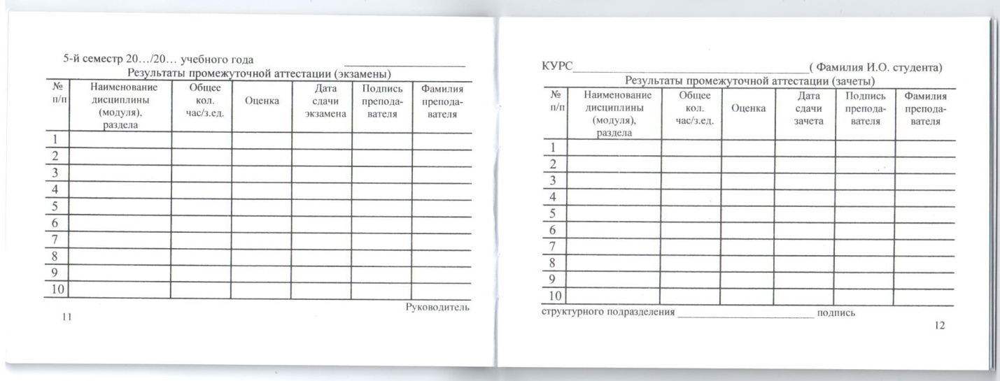 5-й семестр 20…/20… учебного года ____________________
Результаты промежуточной аттестации (экзамены)
№ п/п Наименование дисциплины (модуля). раздела Общее кол. час/з.ед. Оценка Дата сдачи экзамена Подпись препода-вателя Фамилия препода-вателя
1
2
3
4
5
6
7
8
9
10
Руководитель
11
КУРС________________________________________( Фамилия И.О. студента)
Результаты промежуточной аттестации (зачеты)
№ п/п Наименование дисциплины (модуля), раздела Общее кол. час/з.ед. Оценка Дата сдачи зачета Подпись препода-вателя Фамилия препода-вателя
1
2
3
4
5
6
7
8
9
10
структурного подразделения _________________________ подпись
12